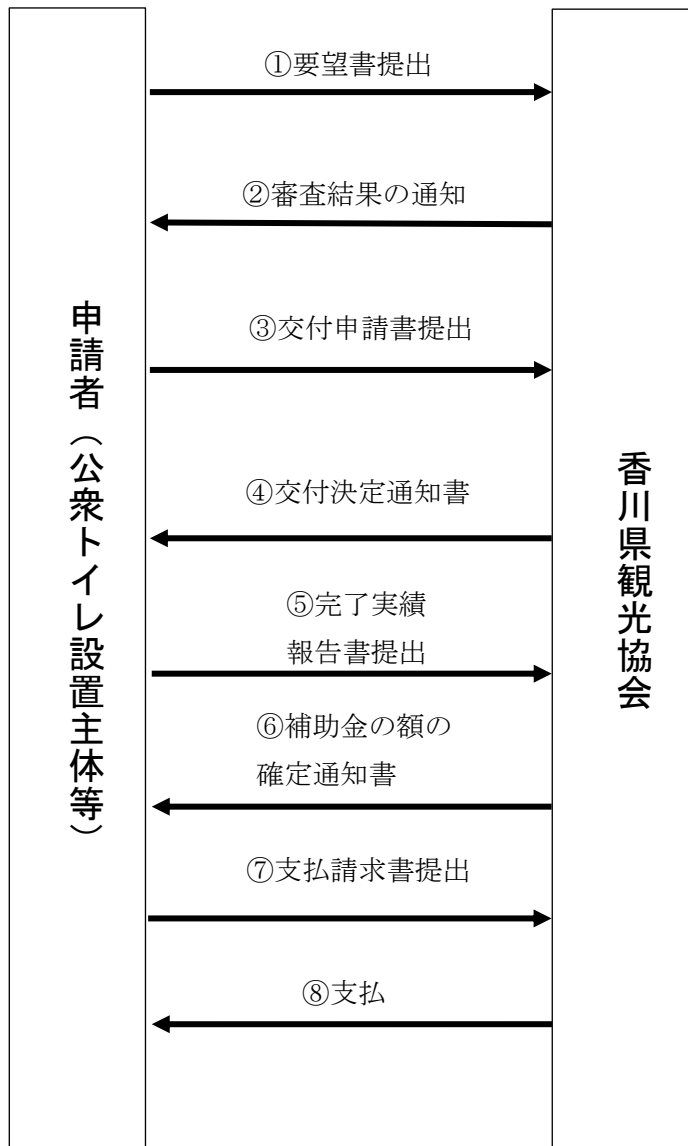 ①要望書提出
②審査結果の通知
③交付申請書提出
④交付決定通知書
⑤完了実績
報告書提出
⑥補助金の額の
確定通知書
⑦支払請求書提出
⑧支払
申請者（公衆トイレ設置主体等）
香川県観光協会